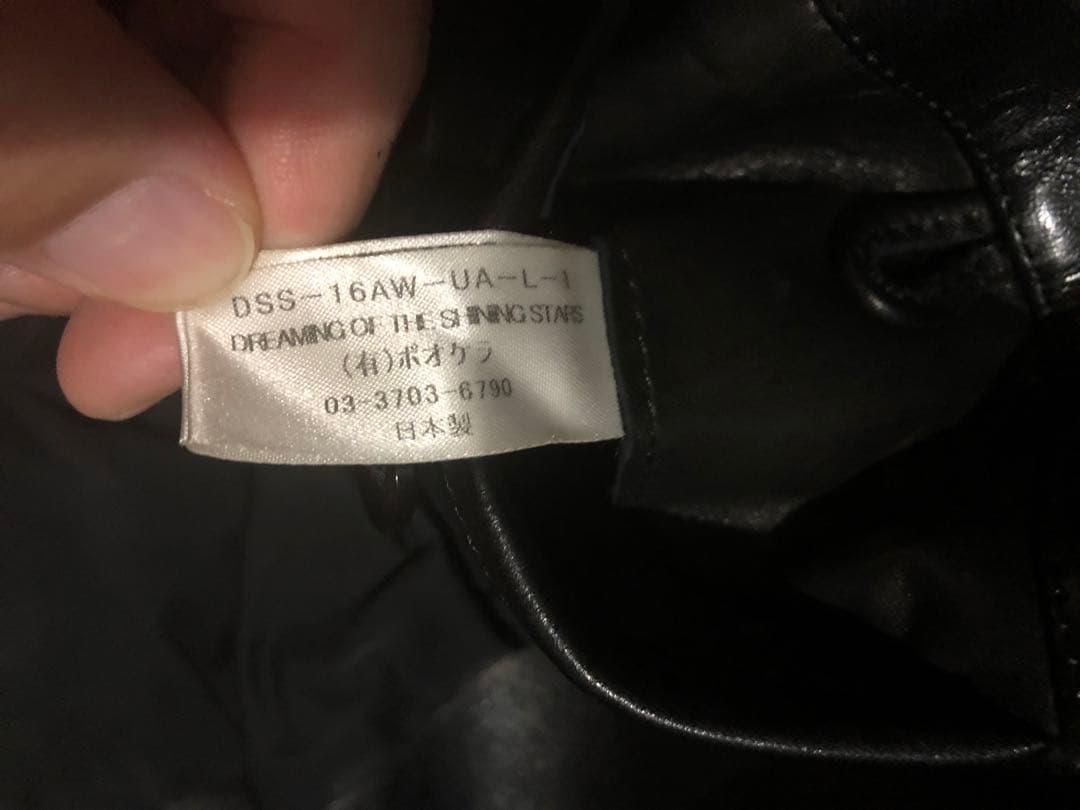 DSS-16AW-UA-L-1
DREAMING OF THE SHINING STARS
(有)ポオケラ
03-3703-6790
日本製